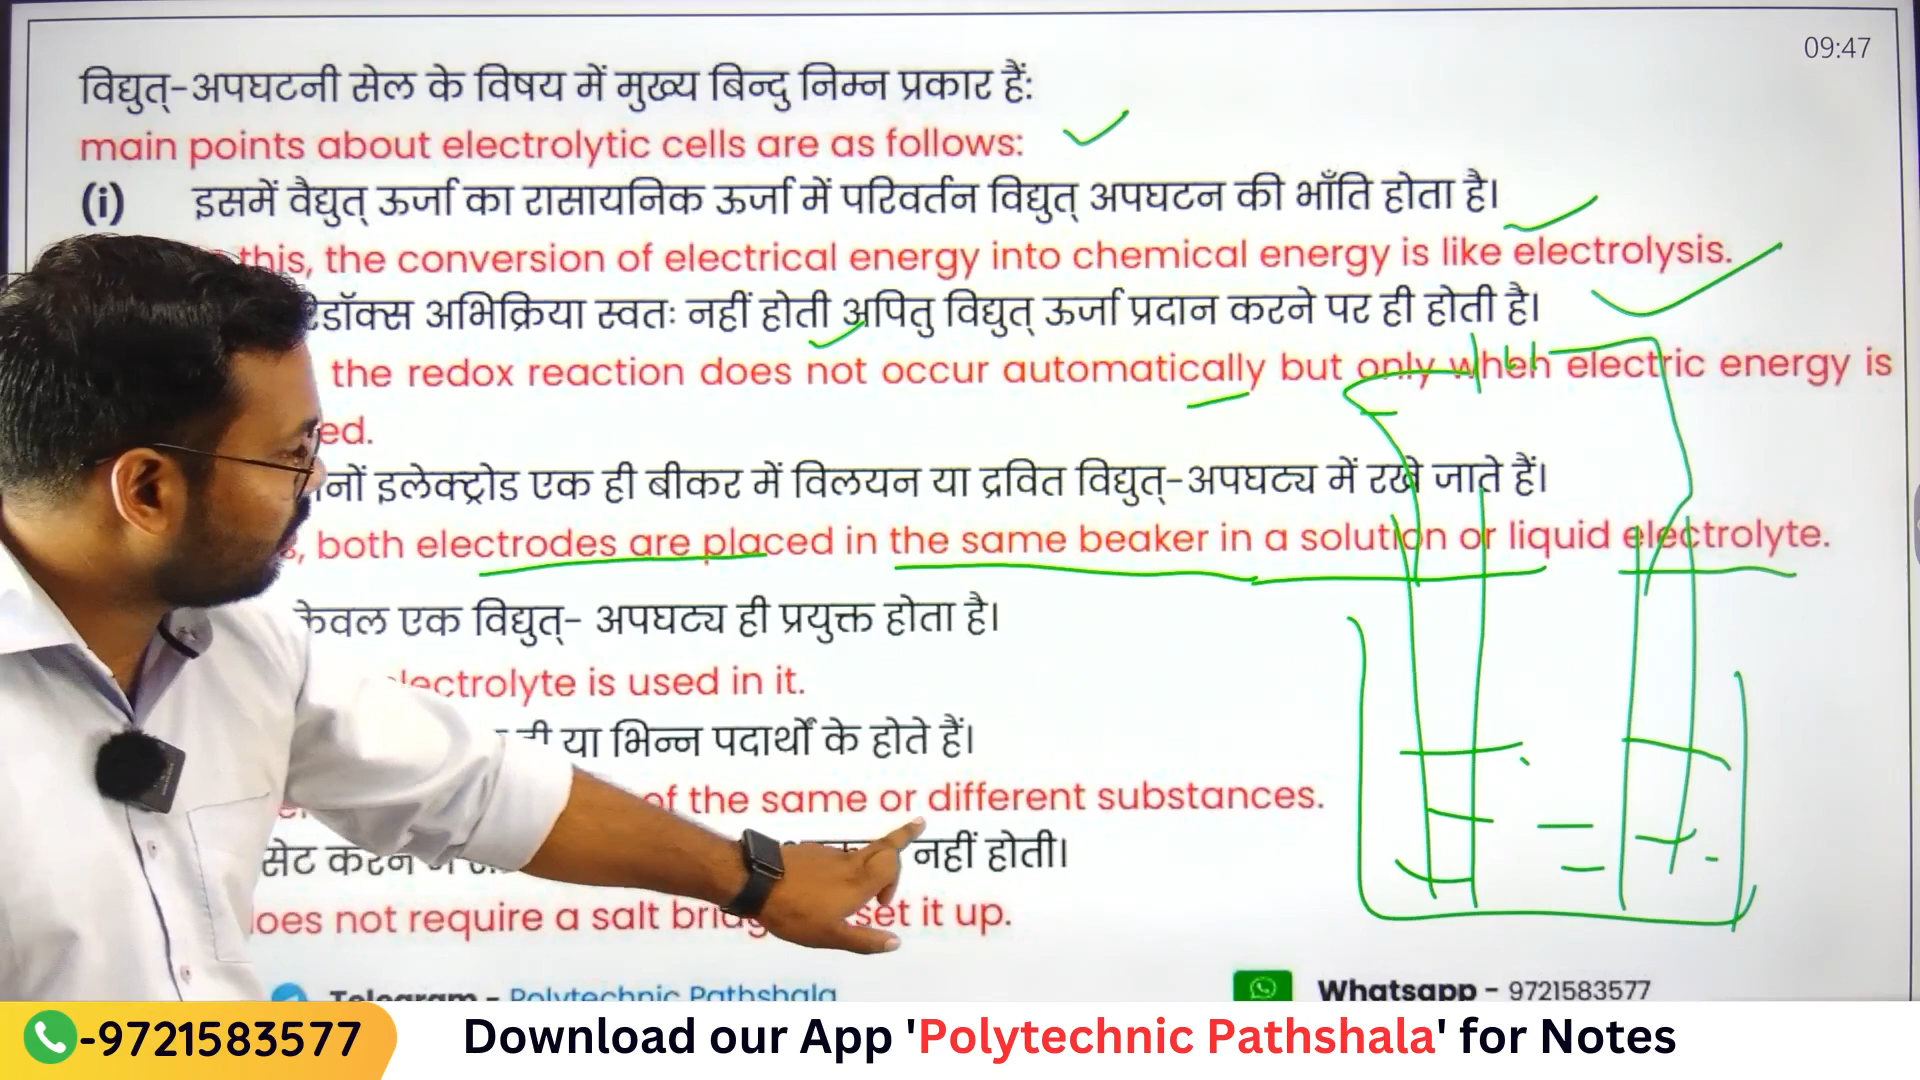 09:47
विद्युत्-अपघटनी सेल के विषय में मुख्य बिन्दु निम्न प्रकार हैं:
main points about electrolytic cells are as follows:
(i) इसमें वैद्युत् ऊर्जा का रासायनिक ऊर्जा में परिवर्तन विद्युत् अपघटन की भाँति होता है।
this, the conversion of electrical energy into chemical energy is like electrolysis.
रेडॉक्स अभिक्रिया स्वतः नहीं होती अपितु विद्युत् ऊर्जा प्रदान करने पर ही होती है।
the redox reaction does not occur automatically but only when electric energy is
ed.
नों इलेक्ट्रोड एक ही बीकर में विलयन या द्रवित विद्युत्-अपघट्य में रखे जाते हैं।
both electrodes are placed in the same beaker in a solution or liquid electrolyte.
केवल एक विद्युत्- अपघट्य ही प्रयुक्त होता है।
lectrolyte is used in it.
या भिन्न पदार्थों के होते हैं।
of the same or different substances.
सेट करने नहीं होती।
oes not require a salt bridg set it up.
Telegram - Polytechnic Pathshala
Whatsapp - 9721583577
-9721583577
Download our App 'Polytechnic Pathshala' for Notes